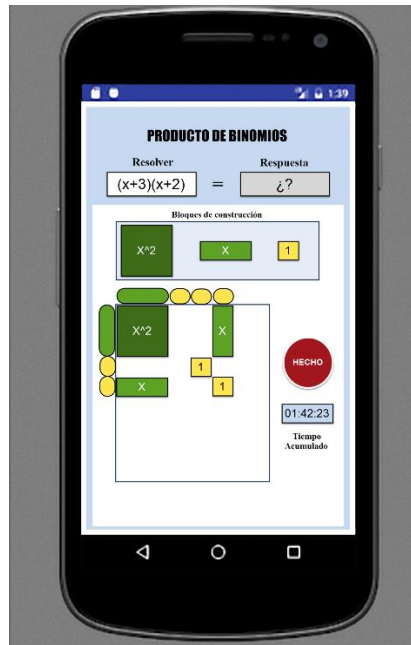 1:39
PRODUCTO DE BINOMIOS
Resolver Respuesta
(x+3)(x+2) = ¿?
Bloques de construcción
X^2 X 1
X^2 X
1
X 1
HECHO
01:42:23
Tiempo
Acumulado